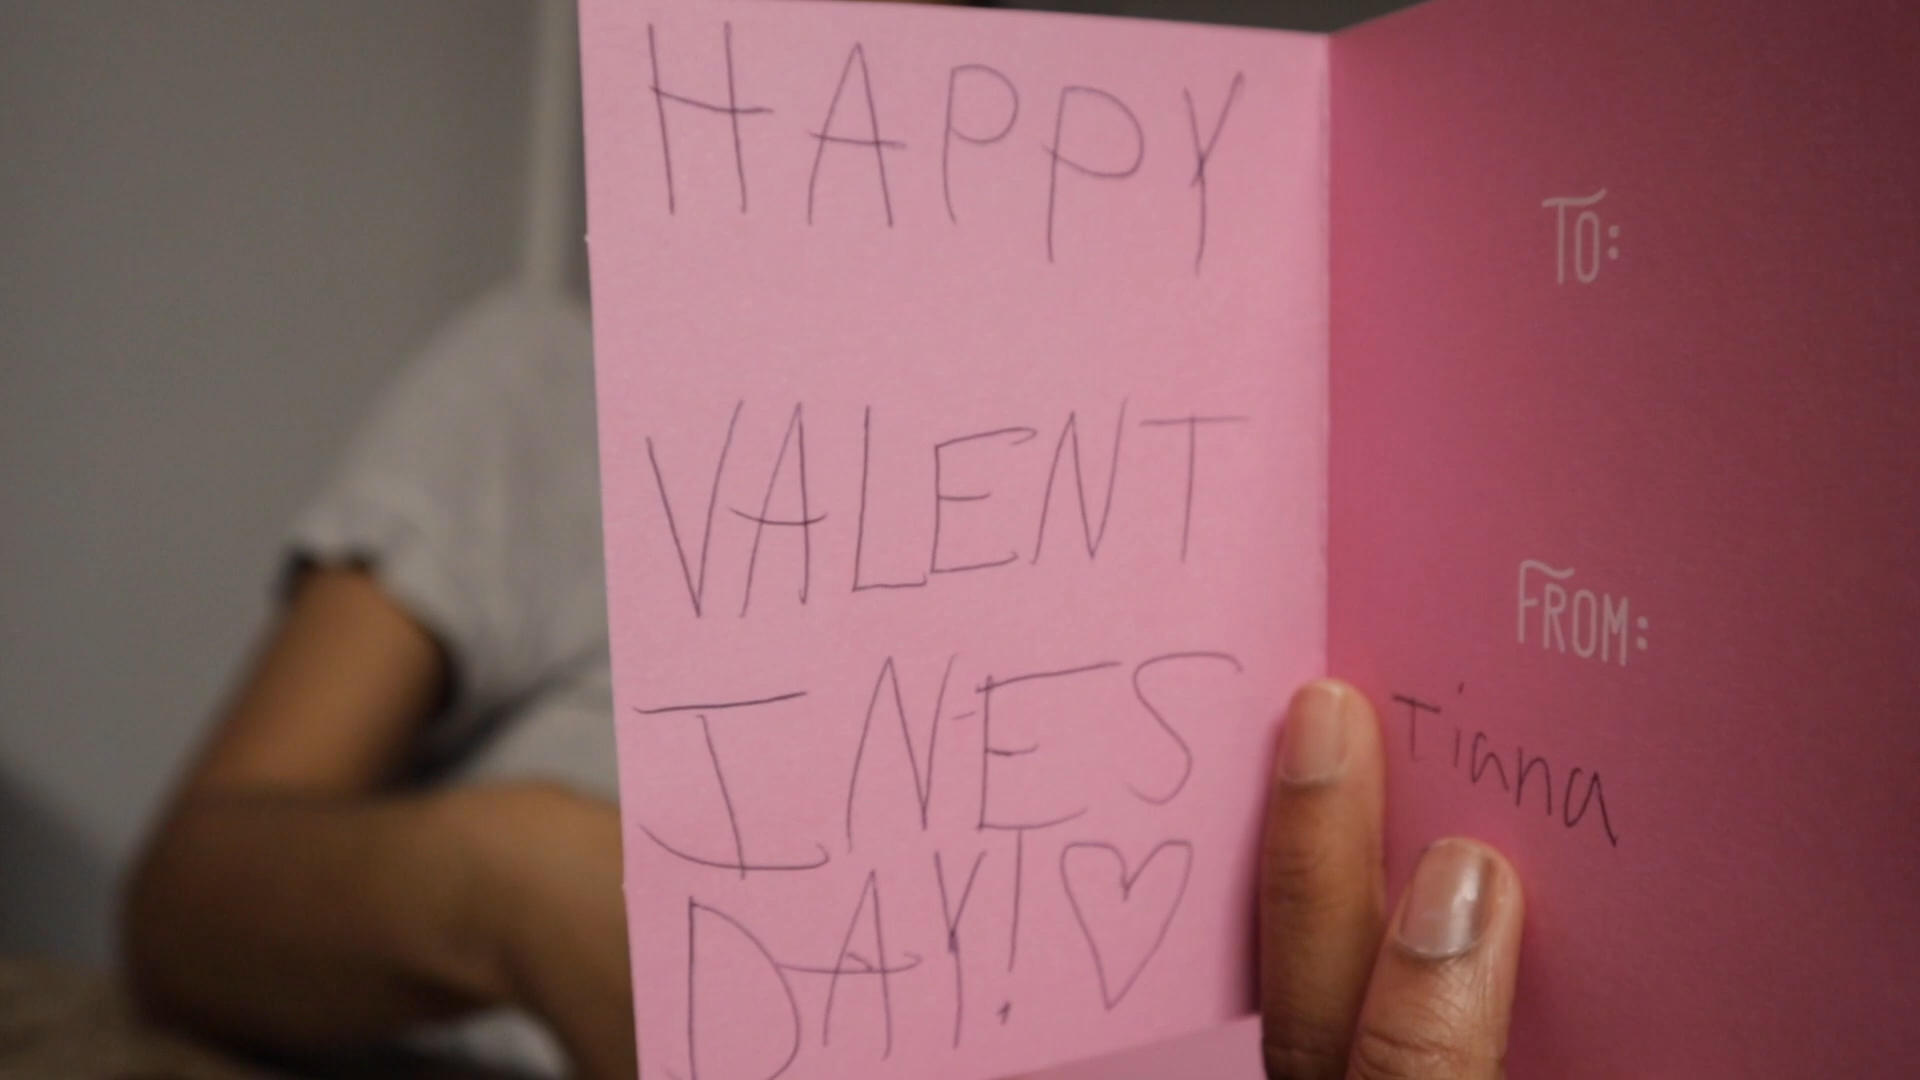 HAPPY
VALENT
INES
DAY! ♡
TO:
FROM:
Tiana